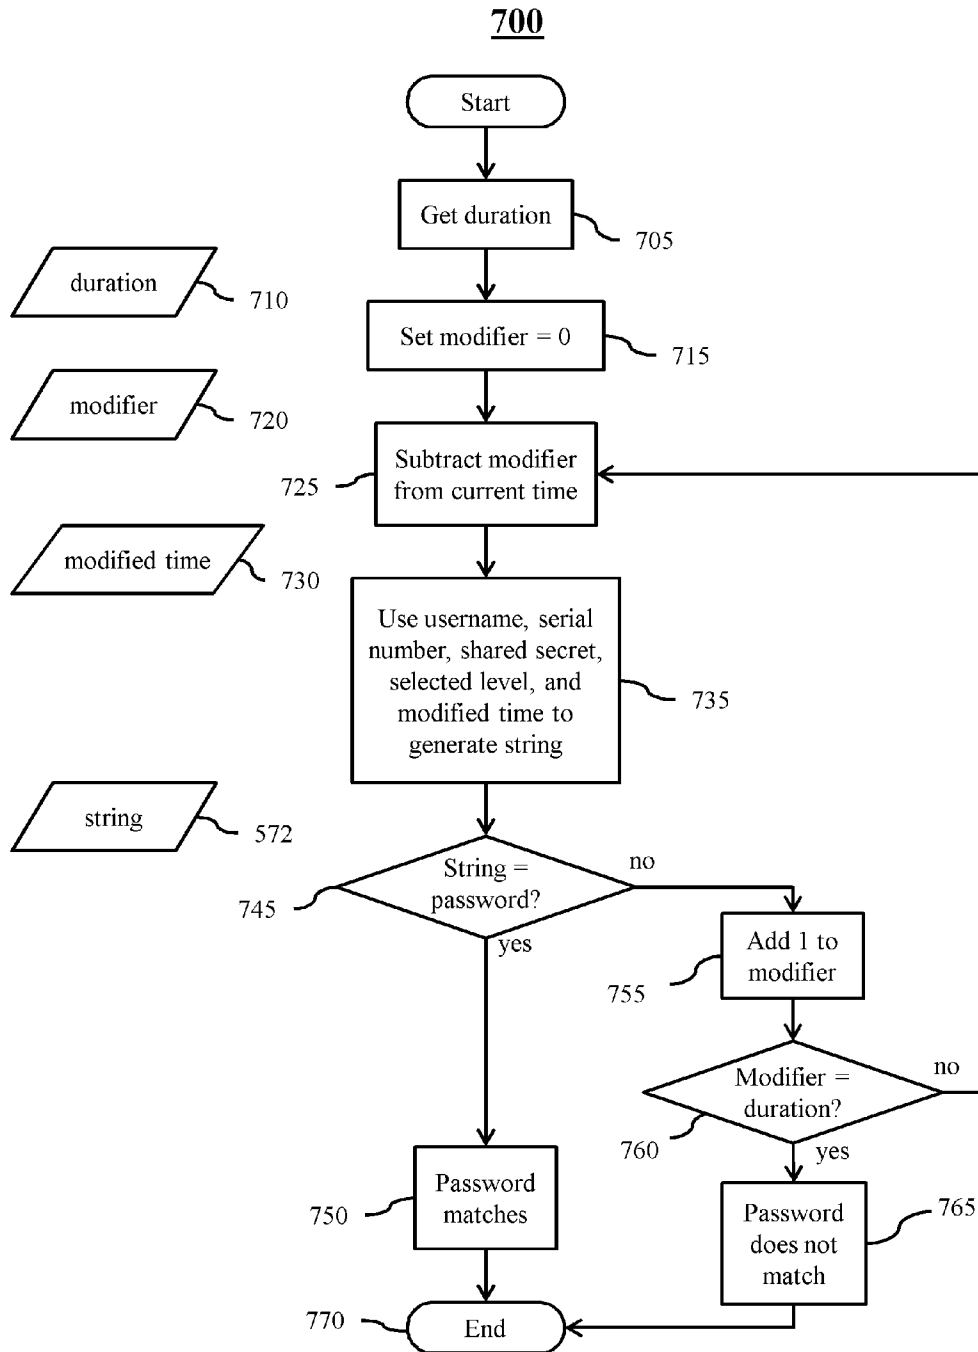 700
Start
Get duration
705
duration
710
Set modifier = 0
715
modifier
720
Subtract modifier
from current time
725
modified time
730
Use username, serial
number, shared secret,
selected level, and
modified time to
generate string
735
string
572
String =
password?
745
no
yes
Add 1 to
modifier
755
Modifier =
duration?
760
no
yes
Password
matches
750
Password
does not
match
765
End
770